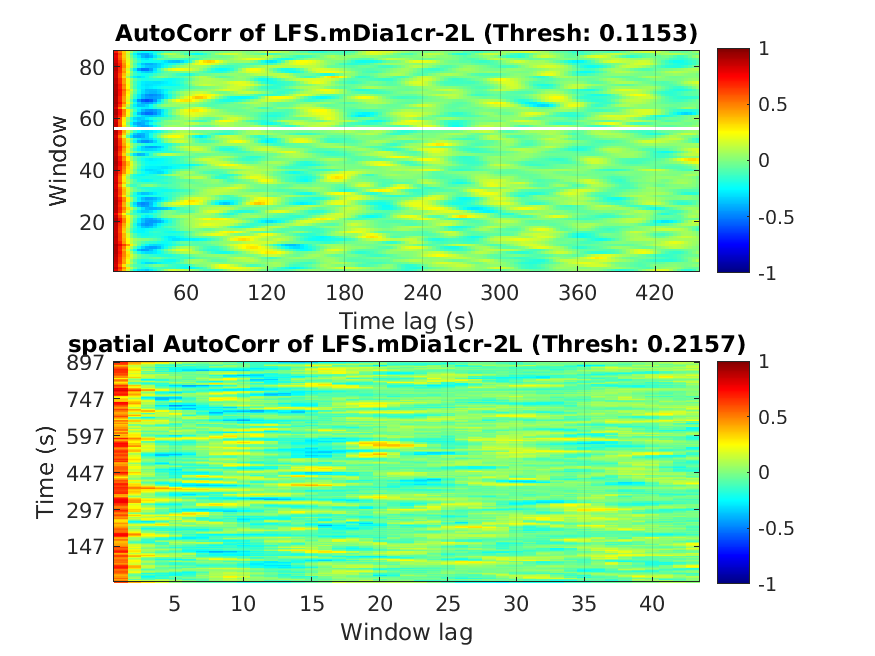 AutoCorr of LFS.mDia1cr-2L (Thresh: 0.1153)
80
60
40
20
Window
60 120 180 240 300 360 420
Time lag (s)
1
0.5
0
-0.5
-1
spatial AutoCorr of LFS.mDia1cr-2L (Thresh: 0.2157)
897
747
597
447
297
147
Time (s)
5 10 15 20 25 30 35 40
Window lag
1
0.5
0
-0.5
-1